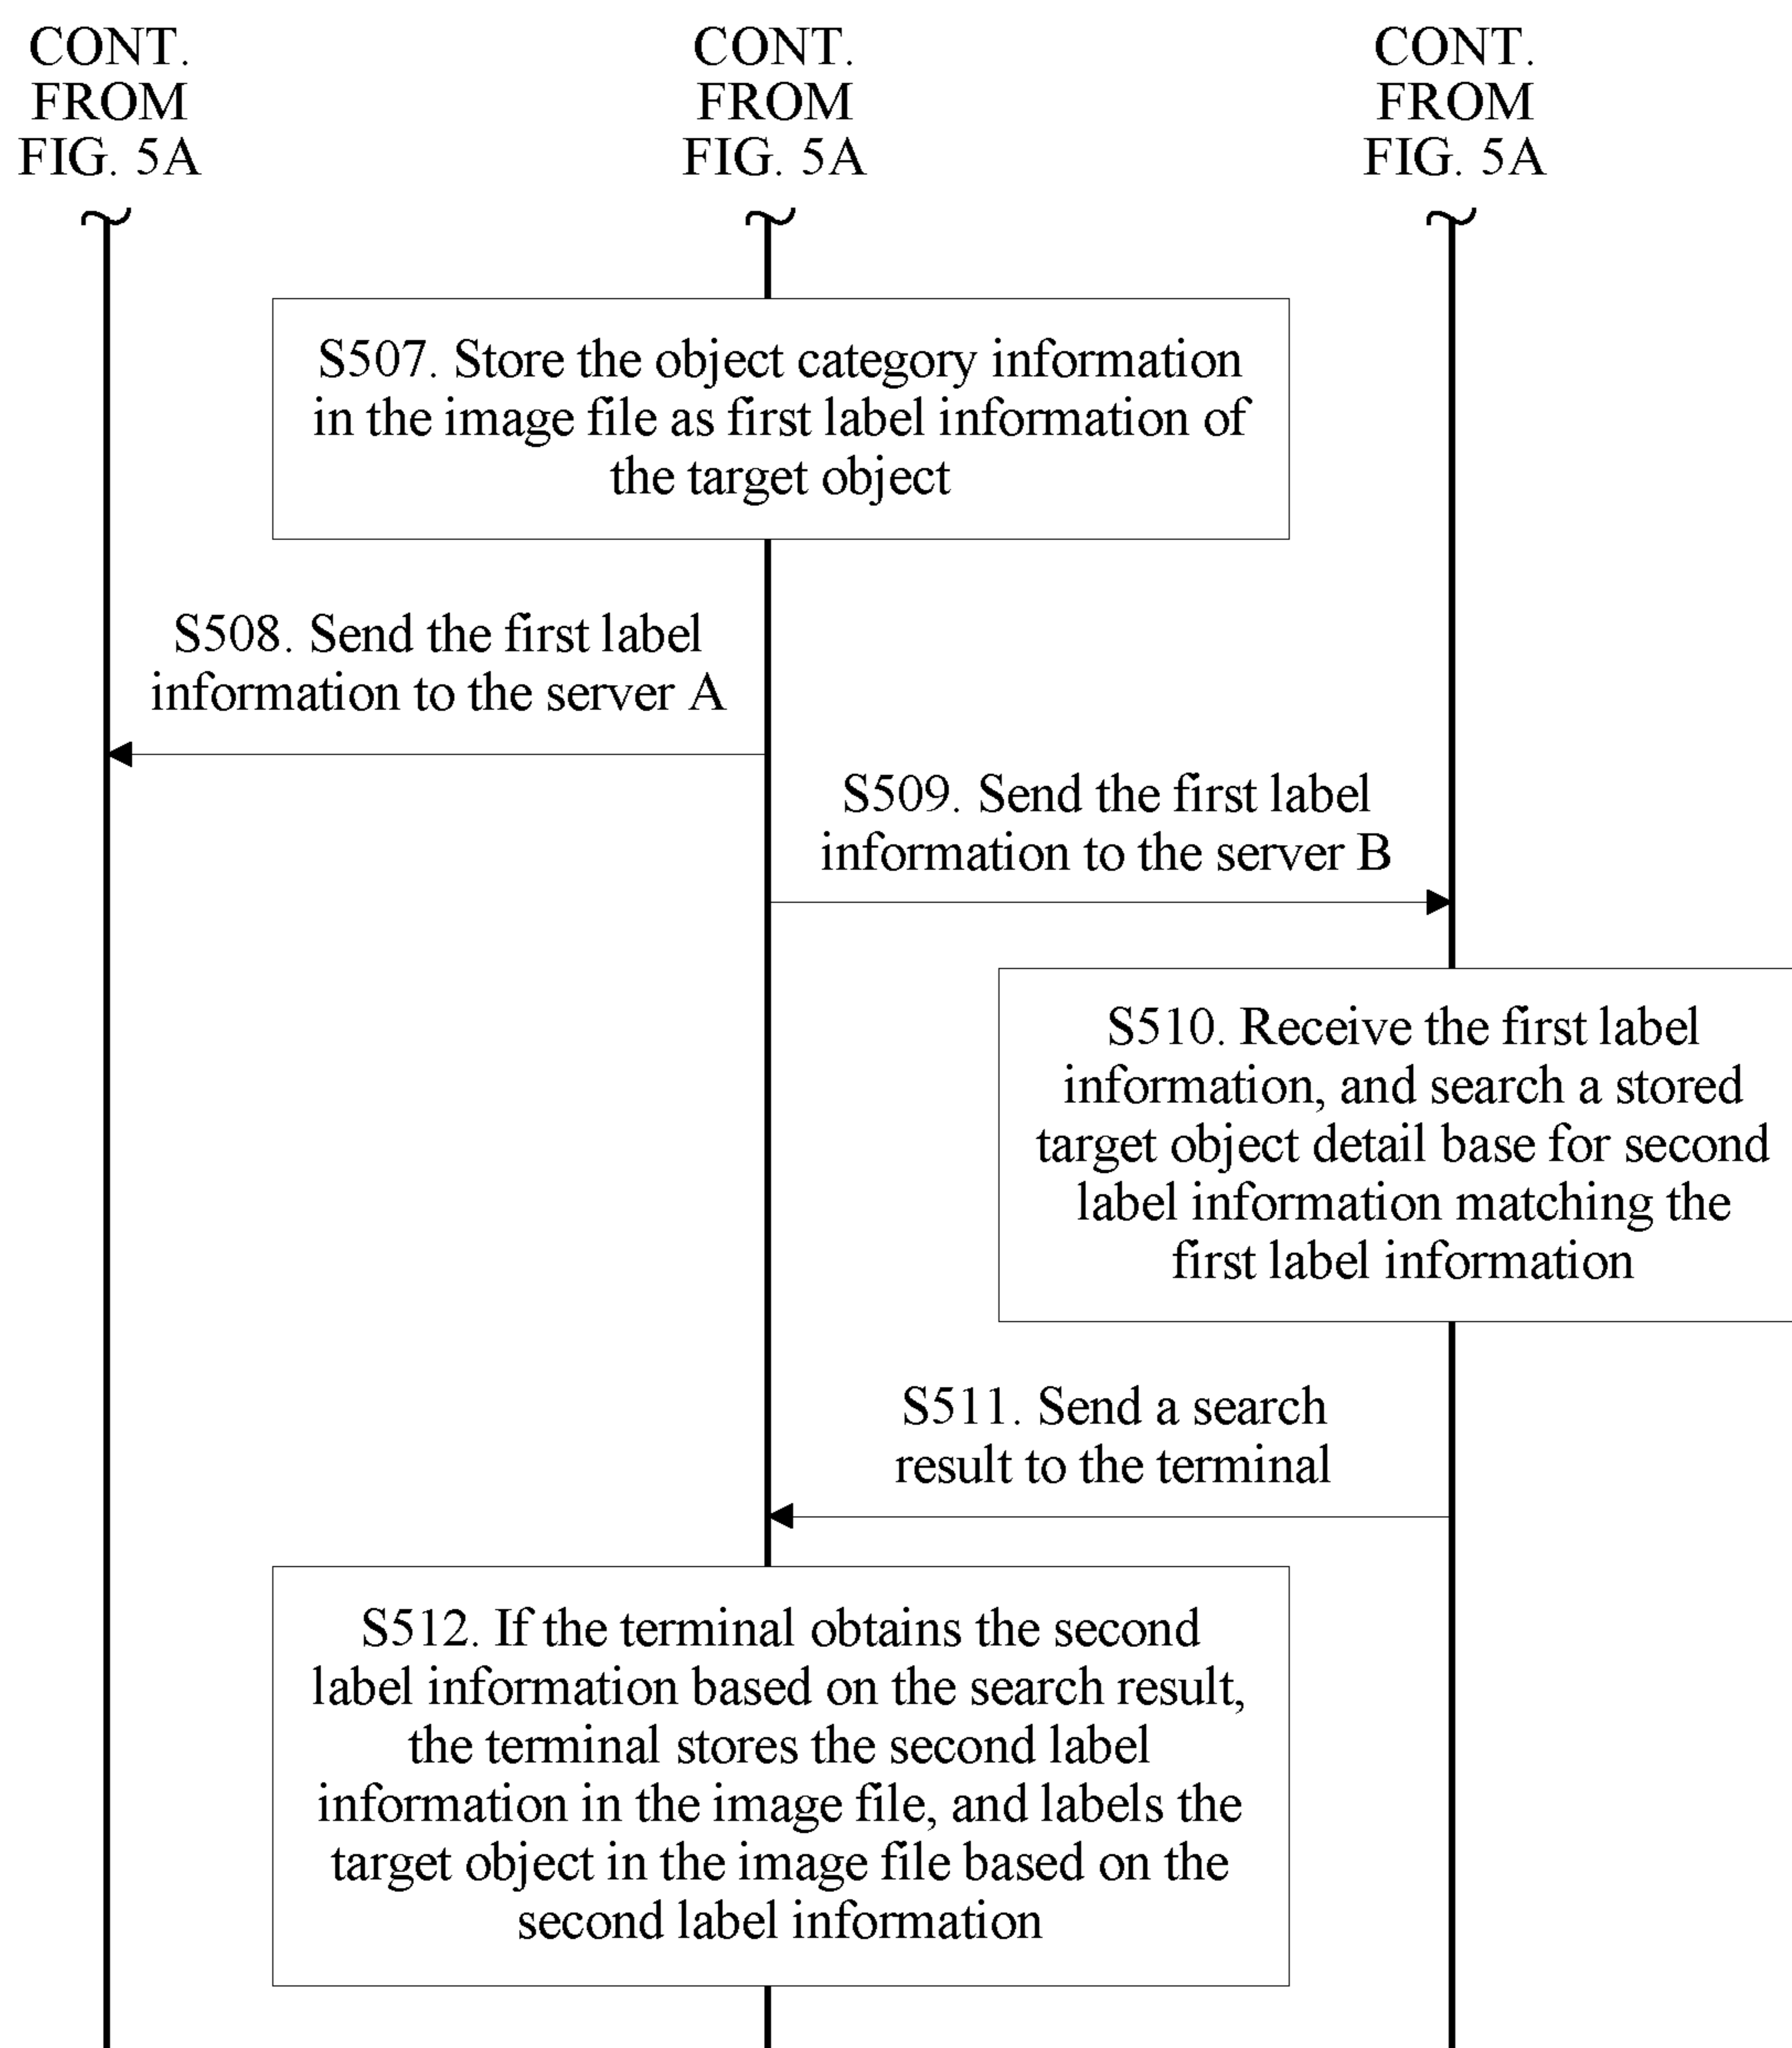 CONT.
FROM
FIG. 5A
CONT.
FROM
FIG. 5A
CONT.
FROM
FIG. 5A
S507. Store the object category information
in the image file as first label information of
the target object
S508. Send the first label
information to the server A
S509. Send the first label
information to the server B
S510. Receive the first label
information, and search a stored
target object detail base for second
label information matching the
first label information
S511. Send a search
result to the terminal
S512. If the terminal obtains the second
label information based on the search result,
the terminal stores the second label
information in the image file, and labels the
target object in the image file based on the
second label information